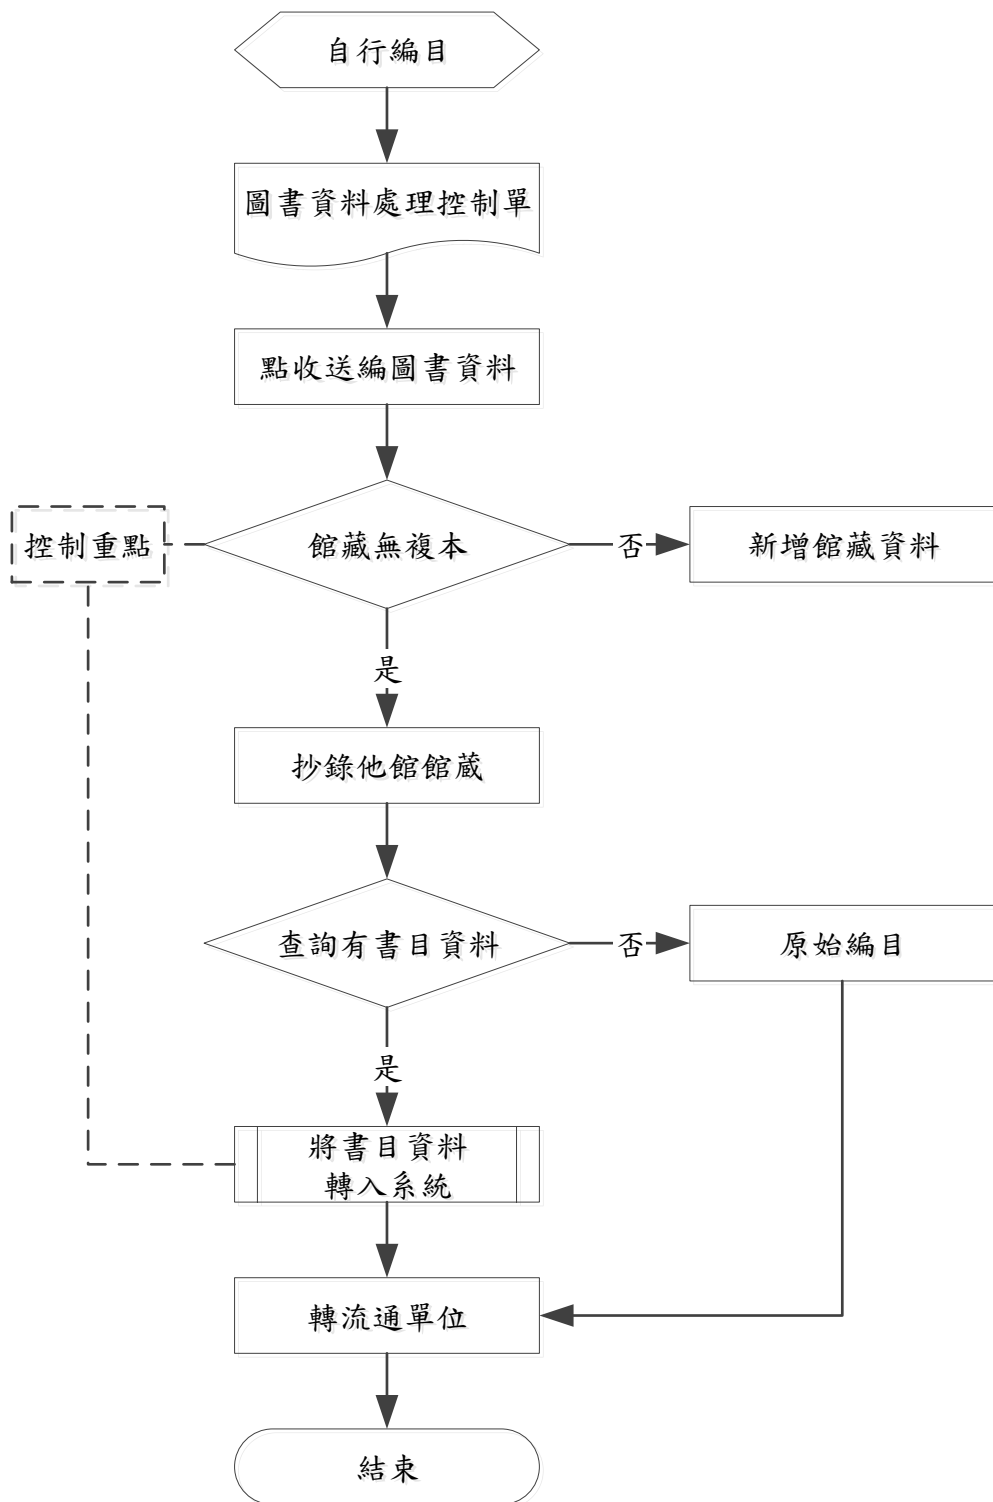 自行編目
圖書資料處理控制單
點收送編圖書資料
控制重點
館藏無複本
否
新增館藏資料
是
抄錄他館館蔵
查詢有書目資料
否
原始編目
是
將書目資料
轉入系統
轉流通單位
結束